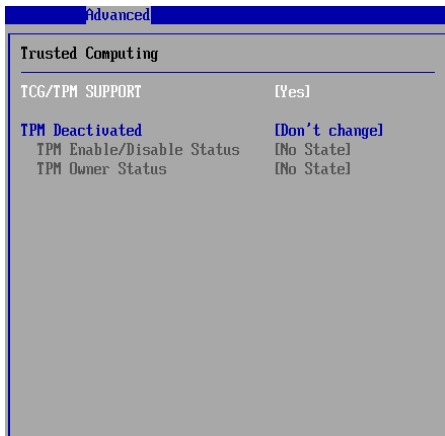 Advanced
Trusted Computing
TCG/TPM SUPPORT [Yes]
TPM Deactivated [Don't change]
TPM Enable/Disable Status [No State]
TPM Owner Status [No State]